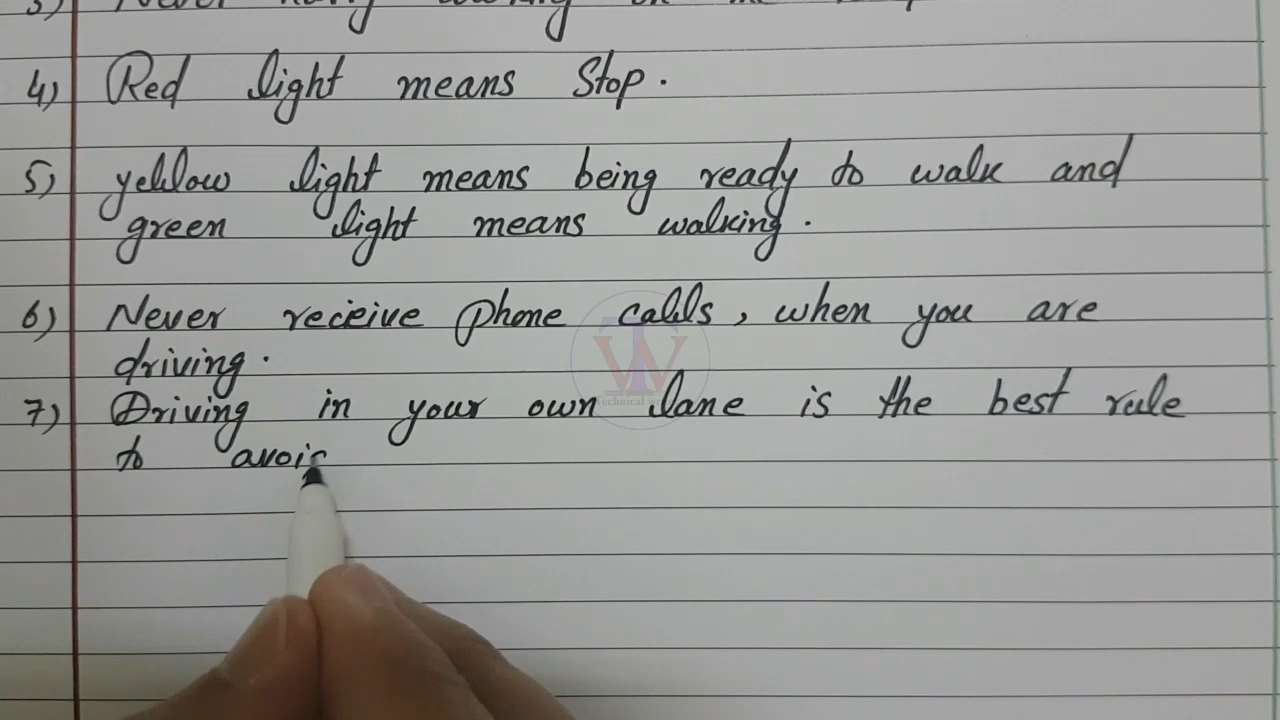 4) Red light means Stop.
5) yellow light means being ready to walk and
green light means walking.
6) Never receive phone calls, when you are
driving.
7) Driving in your own lane is the best rule
to avoi